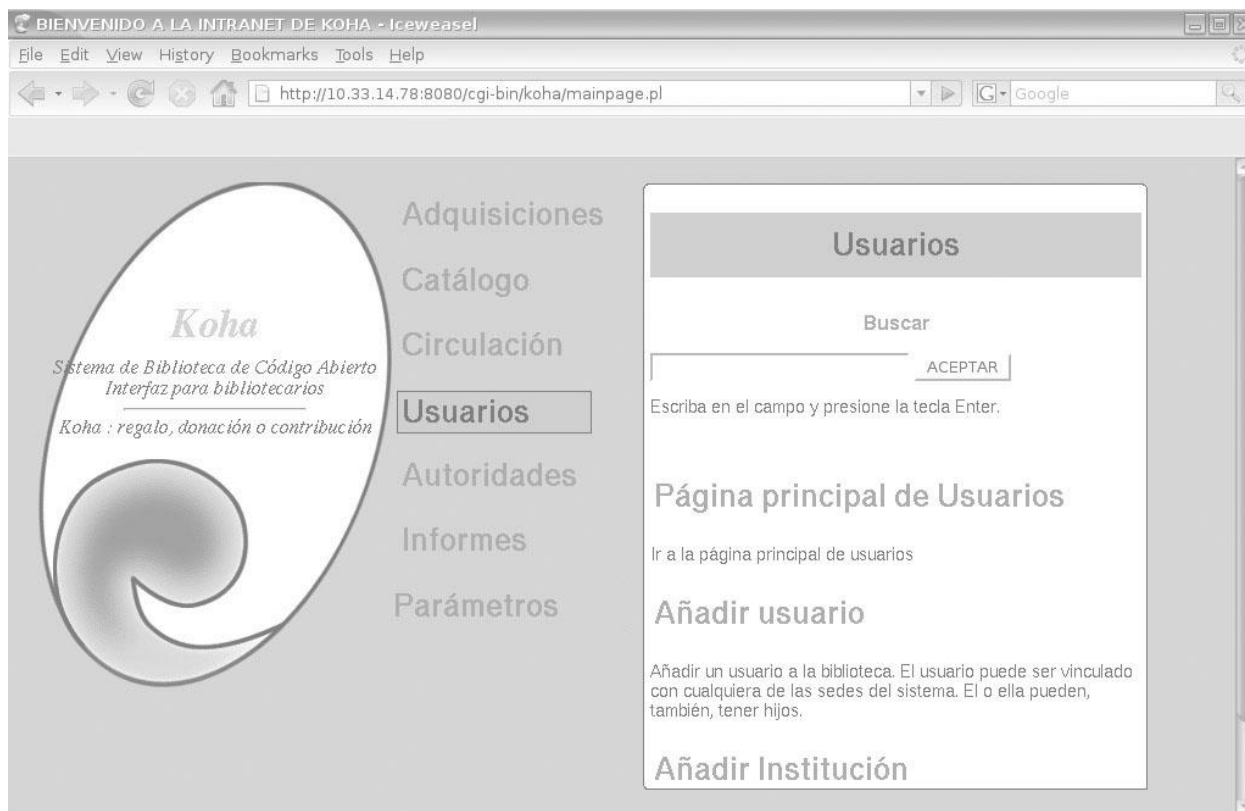 BIENVENIDO A LA INTRANET DE KOHA - Iceweasel
File Edit View History Bookmarks Tools Help
http://10.33.14.78:8080/cgi-bin/koha/mainpage.pl
G Google
Koha
Sistema de Biblioteca de Código Abierto
Interfaz para bibliotecarios
Koha : regalo, donación o contribución
Adquisiciones
Catálogo
Circulación
Usuarios
Autoridades
Informes
Parámetros
Usuarios
Buscar
ACEPTAR
Escriba en el campo y presione la tecla Enter.
Página principal de Usuarios
Ir a la página principal de usuarios
Añadir usuario
Añadir un usuario a la biblioteca. El usuario puede ser vinculado
con cualquiera de las sedes del sistema. El o ella pueden,
también, tener hijos.
Añadir Institución